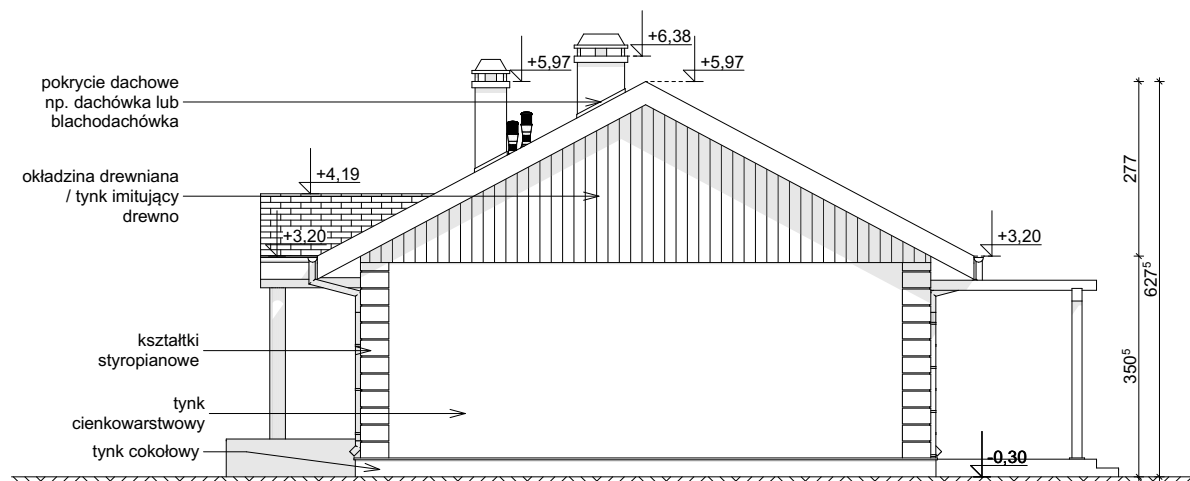 +6,38
+5,97
+5,97
pokrycie dachowe
np. dachówka lub
blachodachówka
okładzina drewniana
/ tynk imitujący
drewno
+4,19
+3,20
+3,20
277
627⁵
350⁵
kształtki
styropianowe
tynk
cienkowarstwowy
tynk cokołowy
-0,30